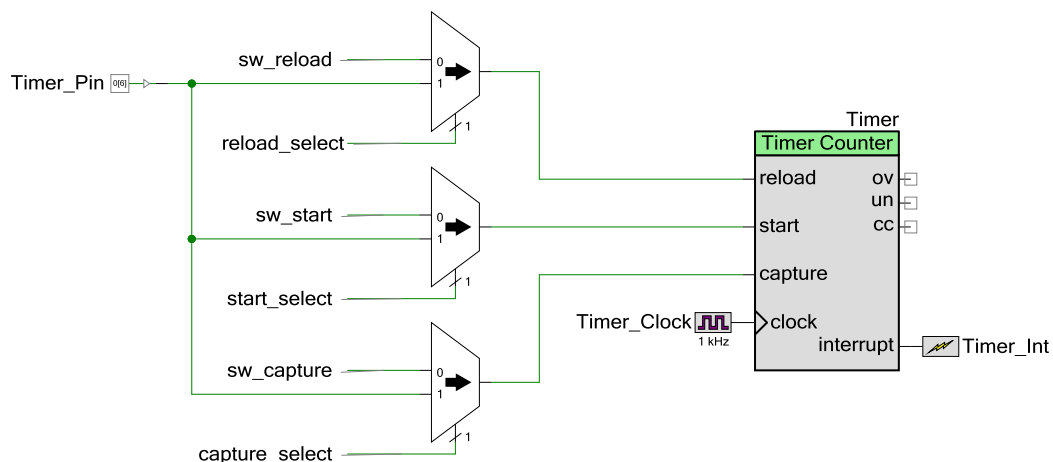 sw_reload
0
Timer_Pin
0[6]
1
reload_select
1
Timer
Timer Counter
reload
ov
un
sw_start
0
start
cc
1
start_select
1
capture
Timer_Clock
clock
1 kHz
interrupt
Timer_Int
sw_capture
0
1
capture_select
1